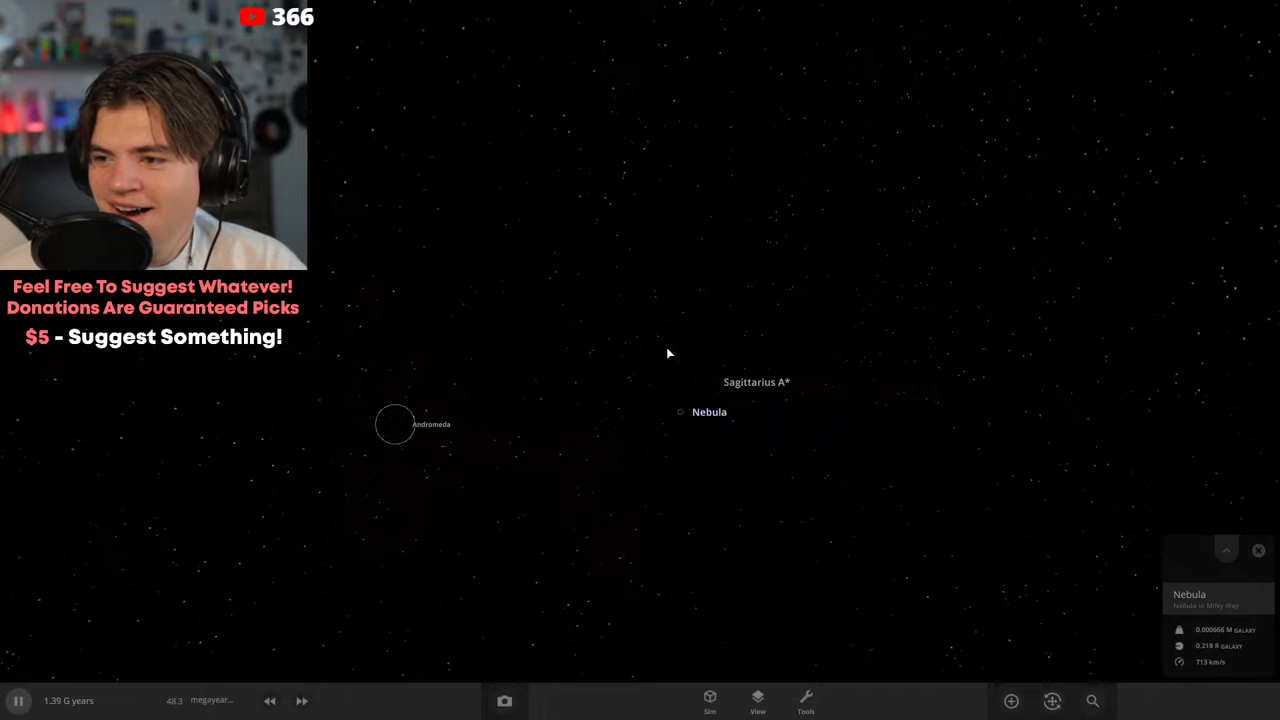 366
Feel Free To Suggest Whatever!
Donations Are Guaranteed Picks
$5 - Suggest Something!
Sagittarius A*
Nebula
Andromeda
Nebula
Nebula in Milky Way
0.000666 M GALAXY
0.218 R GALAXY
713 km/s
1.39 G years
48.3 megayear...
Sim
View
Tools